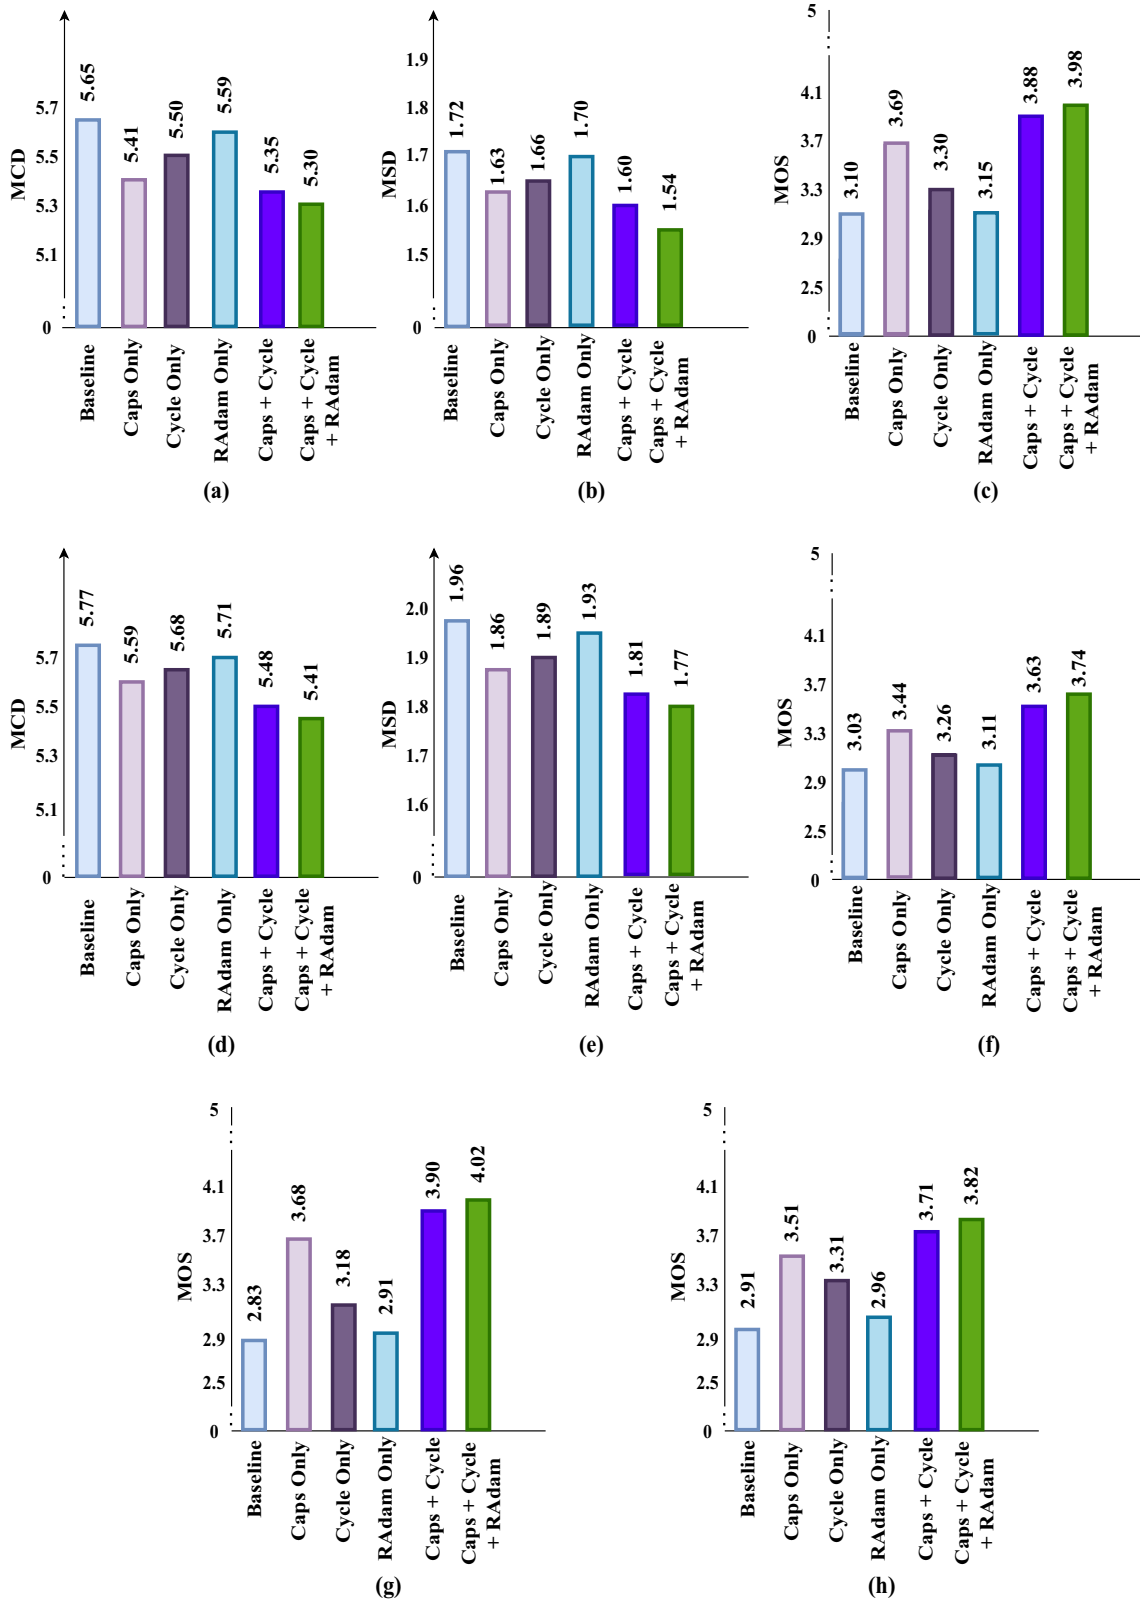 MCD
5.7
5.5
5.3
5.1
0
5.65
5.41
5.50
5.59
5.35
5.30
Baseline
Caps Only
Cycle Only
RAdam Only
Caps + Cycle
Caps + Cycle
+ RAdam
(a)
MSD
1.9
1.8
1.7
1.6
1.5
0
1.72
1.63
1.66
1.70
1.60
1.54
Baseline
Caps Only
Cycle Only
RAdam Only
Caps + Cycle
Caps + Cycle
+ RAdam
(b)
MOS
5
4.1
3.7
3.3
2.9
2.5
0
3.10
3.69
3.30
3.15
3.88
3.98
Baseline
Caps Only
Cycle Only
RAdam Only
Caps + Cycle
Caps + Cycle
+ RAdam
(c)
MCD
5.7
5.5
5.3
5.1
0
5.77
5.59
5.68
5.71
5.48
5.41
Baseline
Caps Only
Cycle Only
RAdam Only
Caps + Cycle
Caps + Cycle
+ RAdam
(d)
MSD
2.0
1.9
1.8
1.7
1.6
0
1.96
1.86
1.89
1.93
1.81
1.77
Baseline
Caps Only
Cycle Only
RAdam Only
Caps + Cycle
Caps + Cycle
+ RAdam
(e)
MOS
5
4.1
3.7
3.3
2.9
2.5
0
3.03
3.44
3.26
3.11
3.63
3.74
Baseline
Caps Only
Cycle Only
RAdam Only
Caps + Cycle
Caps + Cycle
+ RAdam
(f)
MOS
5
4.1
3.7
3.3
2.9
2.5
0
2.83
3.68
3.18
2.91
3.90
4.02
Baseline
Caps Only
Cycle Only
RAdam Only
Caps + Cycle
Caps + Cycle
+ RAdam
(g)
MOS
5
4.1
3.7
3.3
2.9
2.5
0
2.91
3.51
3.31
2.96
3.71
3.82
Baseline
Caps Only
Cycle Only
RAdam Only
Caps + Cycle
Caps + Cycle
+ RAdam
(h)